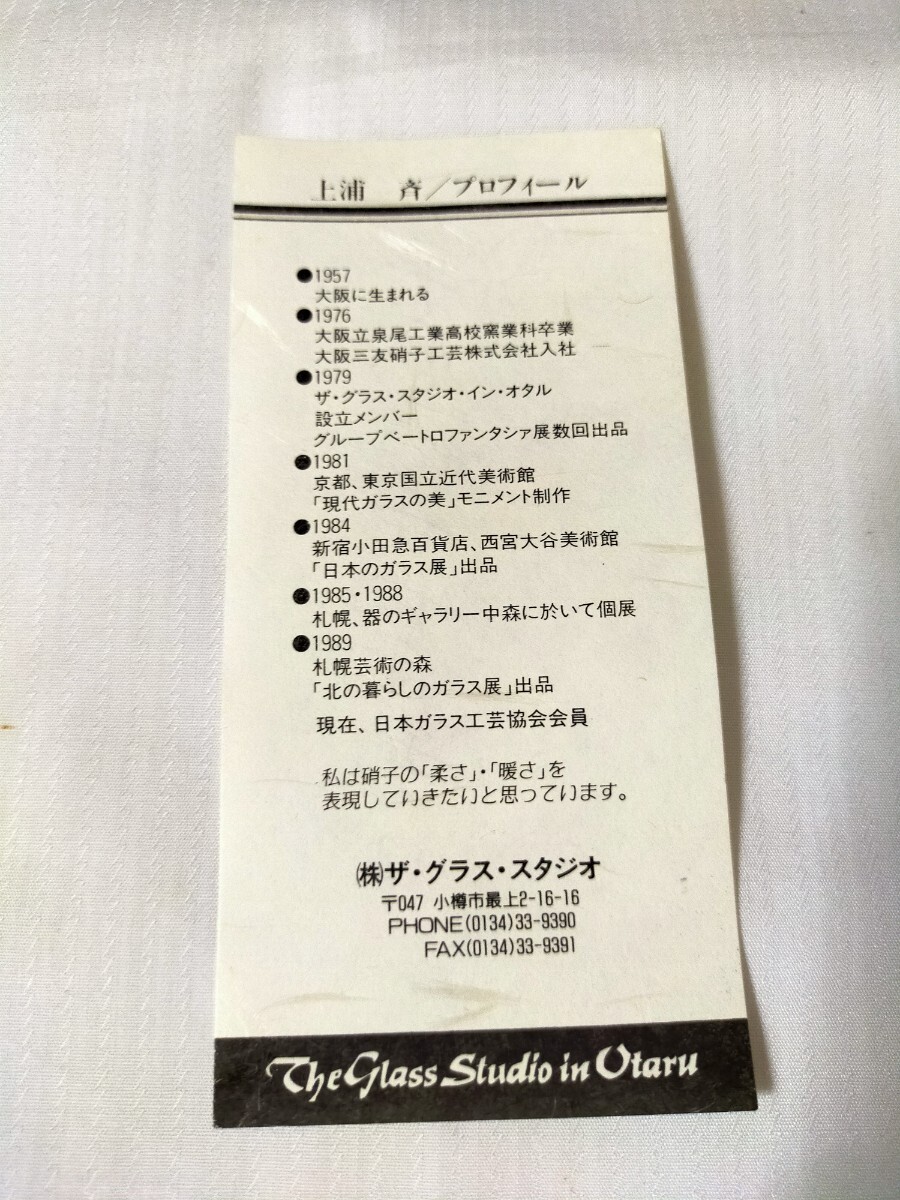 上浦 斉/プロフィール
●1957
大阪に生まれる
●1976
大阪立泉尾工業高校窯業科卒業
大阪三友硝子工芸株式会社入社
●1979
ザ・グラス・スタジオ・イン・オタル
設立メンバー
グループベートロファンタシァ展数回出品
●1981
京都、東京国立近代美術館
「現代ガラスの美」モニメント制作
●1984
新宿小田急百貨店、西宮大谷美術館
「日本のガラス展」出品
●1985・1988
札幌、器のギャラリー中森に於いて個展
●1989
札幌芸術の森
「北の暮らしのガラス展」出品
現在、日本ガラス工芸協会会員
私は硝子の「柔さ」・「暖さ」を
表現していきたいと思っています。
㈱ザ・グラス・スタジオ
〒047 小樽市最上2-16-16
PHONE(0134)33-9390
FAX(0134)33-9391
The Glass Studio in Otaru